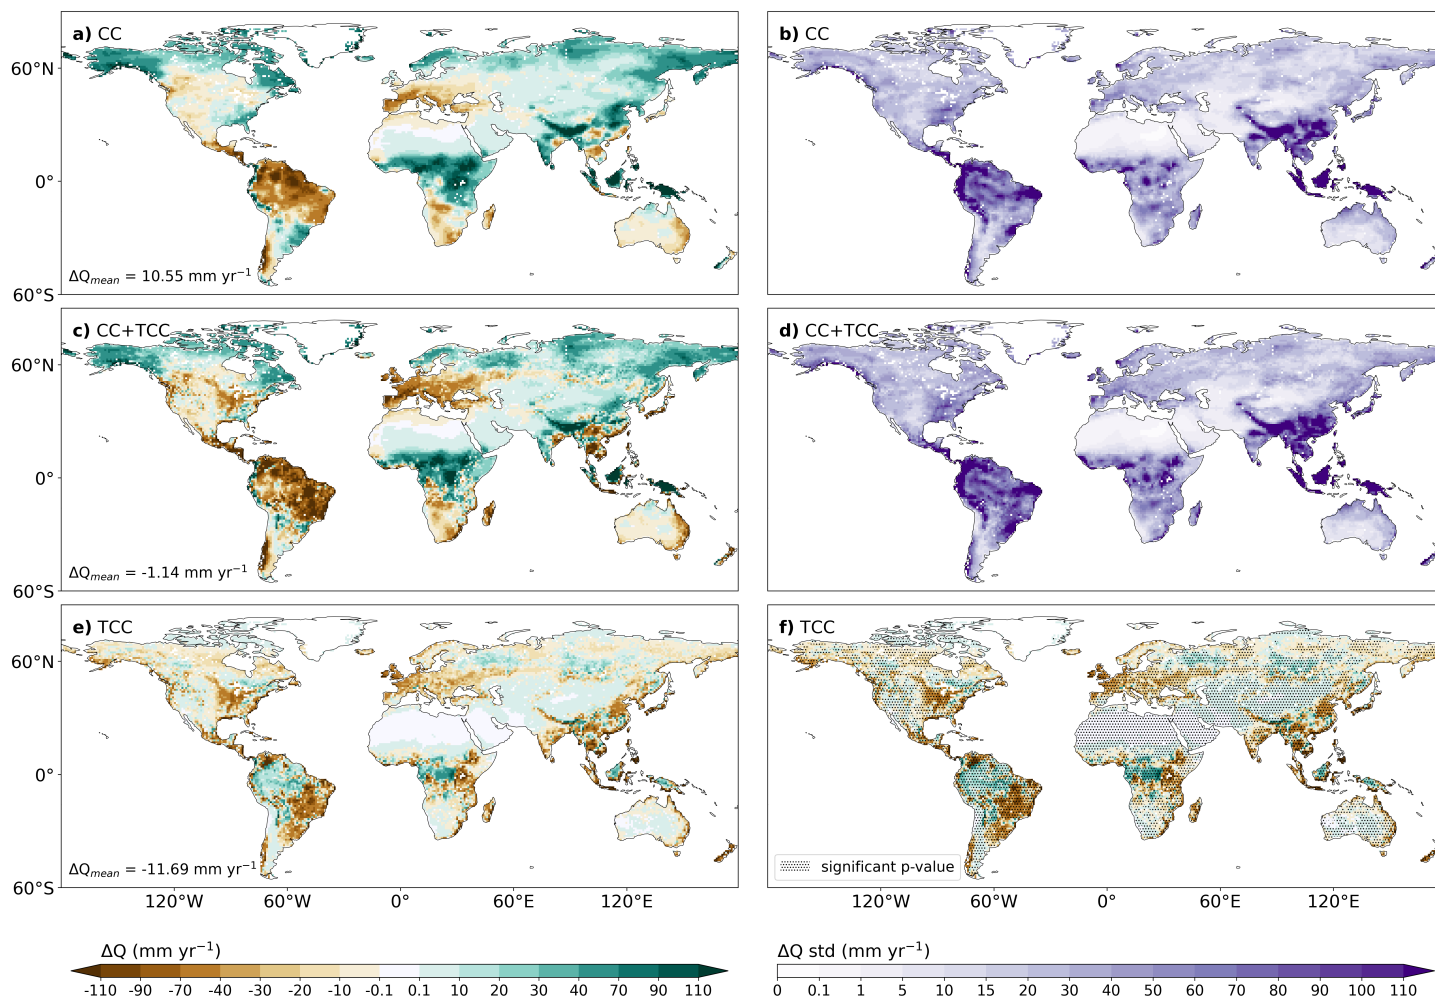 a) CC
b) CC
60°N
0°
ΔQmean = 10.55 mm yr⁻¹
60°S
c) CC+TCC
d) CC+TCC
60°N
0°
ΔQmean = -1.14 mm yr⁻¹
60°S
e) TCC
f) TCC
60°N
0°
ΔQmean = -11.69 mm yr⁻¹
significant p-value
60°S
120°W 60°W 0° 60°E 120°E
120°W 60°W 0° 60°E 120°E
ΔQ (mm yr⁻¹)
-110 -90 -70 -40 -30 -20 -10 -0.1 0.1 10 20 30 40 70 90 110
ΔQ std (mm yr⁻¹)
0 0.1 1 5 10 15 20 30 40 50 60 70 80 90 100 110